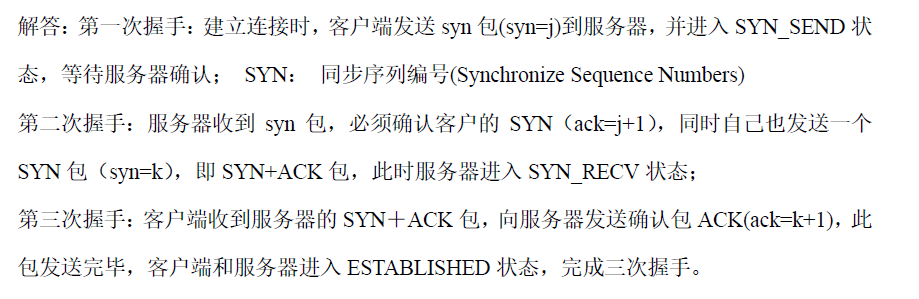 解答：第一次握手：建立连接时，客户端发送 syn 包(syn=j)到服务器，并进入 SYN_SEND 状
态，等待服务器确认； SYN： 同步序列编号(Synchronize Sequence Numbers)
第二次握手：服务器收到 syn 包，必须确认客户的 SYN（ack=j+1），同时自己也发送一个
SYN 包（syn=k），即 SYN+ACK 包，此时服务器进入 SYN_RECV 状态；
第三次握手：客户端收到服务器的 SYN＋ACK 包，向服务器发送确认包 ACK(ack=k+1)，此
包发送完毕，客户端和服务器进入 ESTABLISHED 状态，完成三次握手。